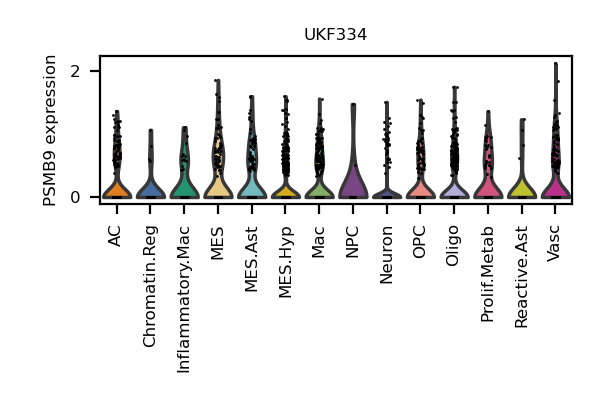 UKF334
PSMB9 expression
2
0
AC
Chromatin.Reg
Inflammatory.Mac
MES
MES.Ast
MES.Hyp
Mac
NPC
Neuron
OPC
Oligo
Prolif.Metab
Reactive.Ast
Vasc